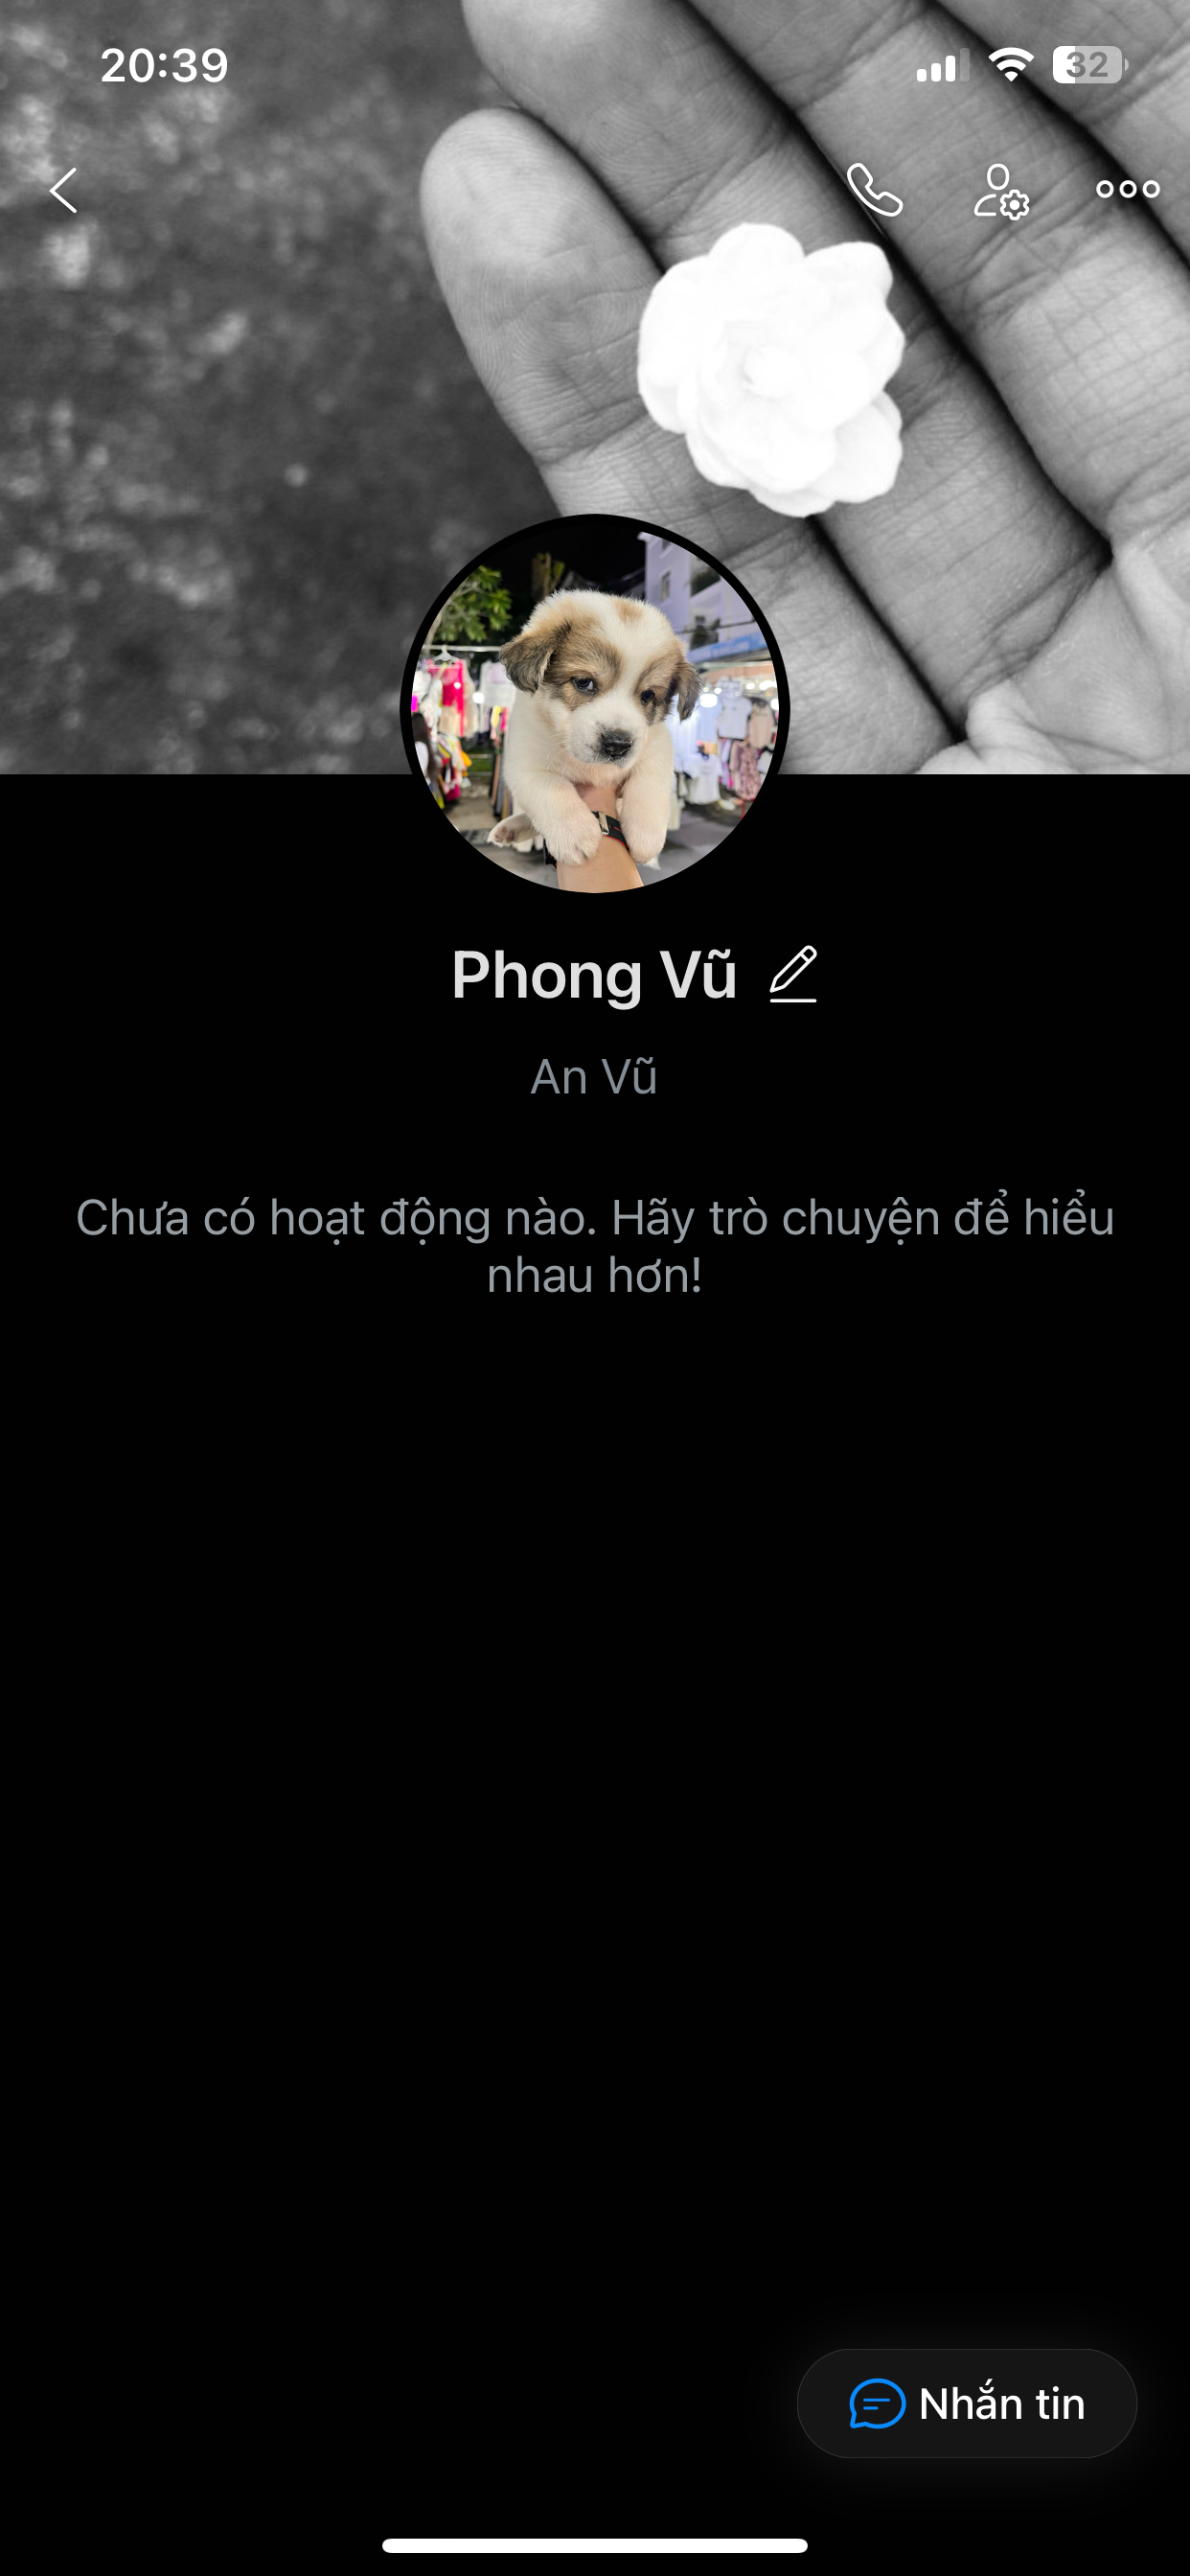 20:39
32
Phong Vũ
An Vũ
Chưa có hoạt động nào. Hãy trò chuyện để hiểu
nhau hơn!
Nhắn tin